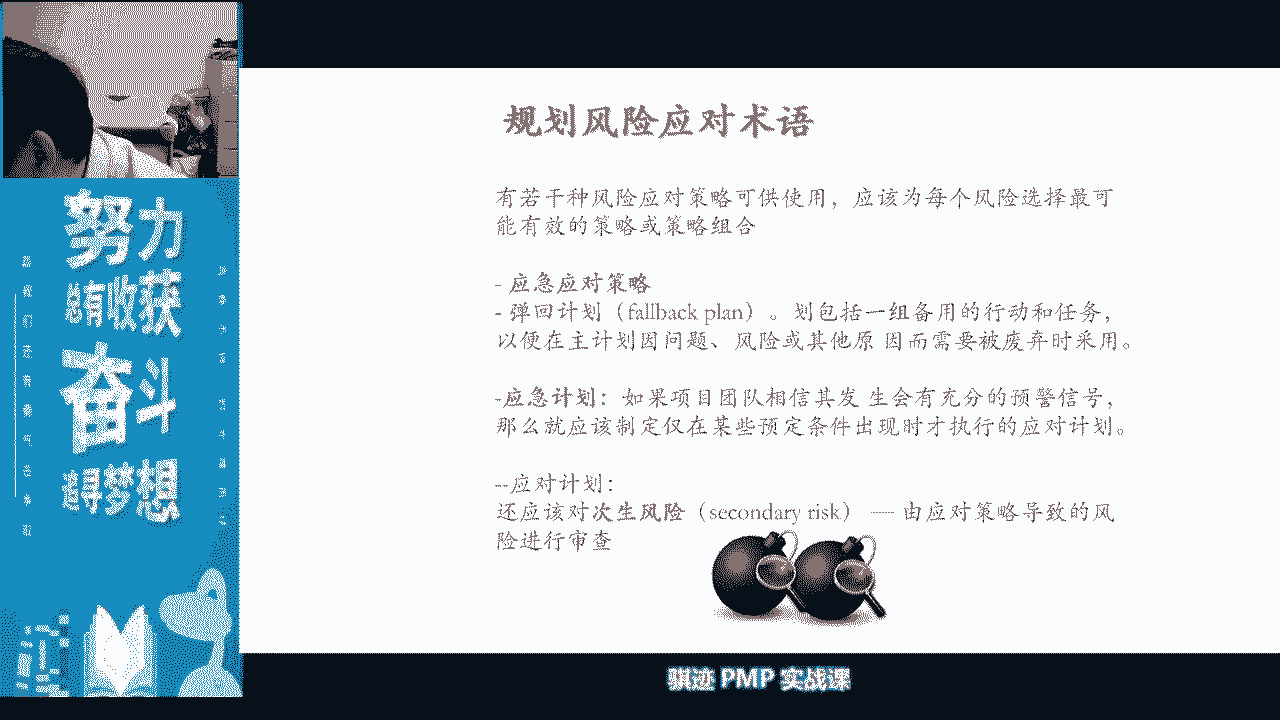 规划风险应对术语
有若干种风险应对策略可供使用，应该为每个风险选择最可
能有效的策略或策略组合
- 应急应对策略
- 弹回计划（fallback plan）。划包括一组备用的行动和任务，
以便在主计划因问题、风险或其他原 因而需要被废弃时采用。
-应急计划：如果项目团队相信其发 生会有充分的预警信号，
那么就应该制定仅在某些预定条件出现时才执行的应对计划。
--应对计划：
还应该对次生风险（secondary risk） —— 由应对策略导致的风
险进行审查
努力
总有收获
奋斗
追寻梦想
骐迹 PMP 实战课